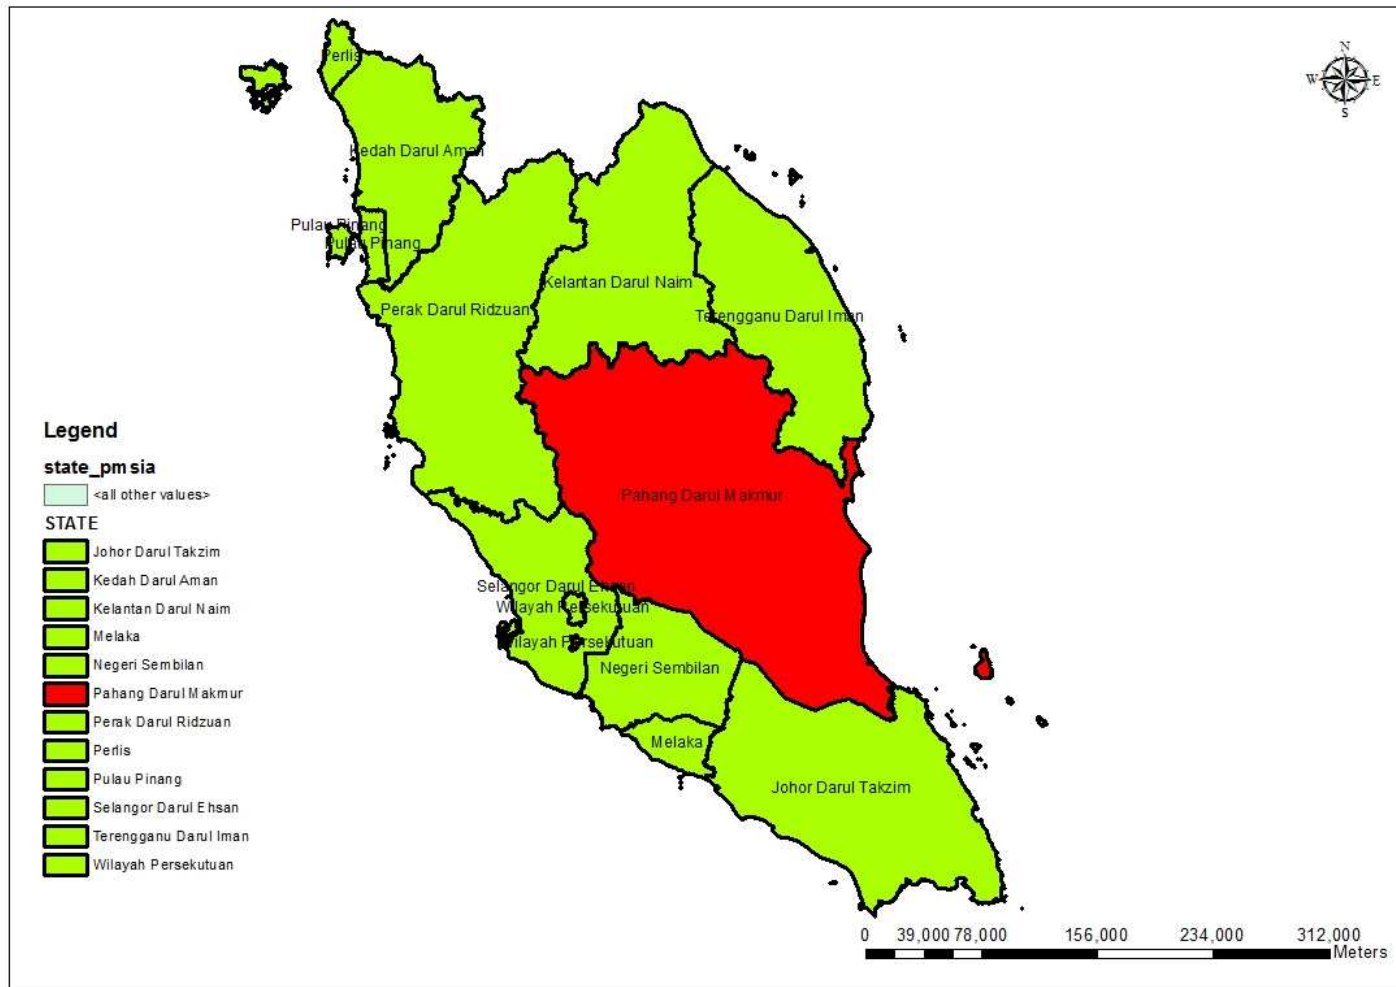 N
W E
S
Perlis
Kedah Darul Aman
Pulau Pinang
Pulau Pinang
Kelantan Darul Naim
Perak Darul Ridzuan
Terengganu Darul Iman
Pahang Darul Makmur
Selangor Darul Ehsan
Wilayah Persekutuan
Wilayah Persekutuan
Negeri Sembilan
Melaka
Johor Darul Takzim
Legend
state_pmsia
<all other values>
STATE
Johor Darul Takzim
Kedah Darul Aman
Kelantan Darul Naim
Melaka
Negeri Sembilan
Pahang Darul Makmur
Perak Darul Ridzuan
Perlis
Pulau Pinang
Selangor Darul Ehsan
Terengganu Darul Iman
Wilayah Persekutuan
0 39,000 78,000 156,000 234,000 312,000
Meters